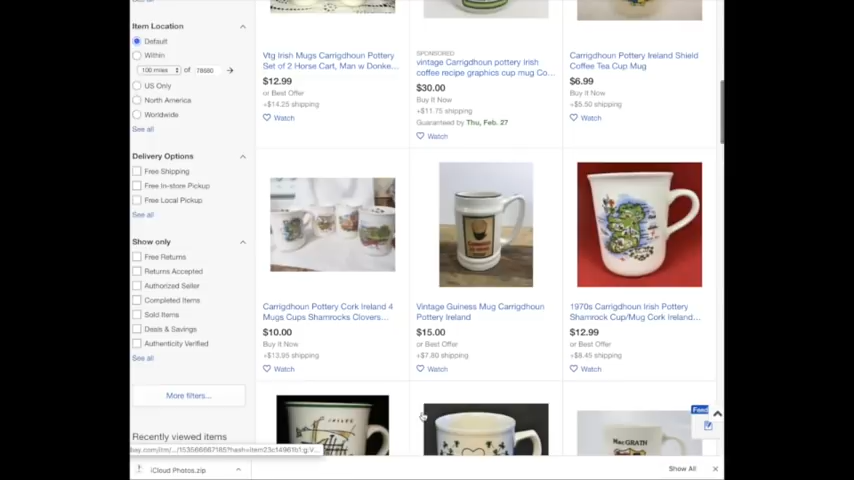 Item Location
Default
Within
100 miles
of
78680
US Only
North America
Worldwide
See all
Delivery Options
Free Shipping
Free In-store Pickup
Free Local Pickup
See all
Show only
Free Returns
Returns Accepted
Authorized Seller
Completed Items
Sold Items
Deals & Savings
Authenticity Verified
See all
More filters...
Recently viewed items
Vtg Irish Mugs Carrigdhoun Pottery
Set of 2 Horse Cart, Man w Donke...
$12.99
or Best Offer
+$14.25 shipping
Watch
SPONSORED
vintage Carrigdhoun pottery Irish
coffee recipe graphics cup mug Co...
$30.00
Buy It Now
+$11.75 shipping
Guaranteed by Thu, Feb. 27
Watch
Carrigdhoun Pottery Ireland Shield
Coffee Tea Cup Mug
$6.99
Buy It Now
+$5.50 shipping
Watch
Carrigdhoun Pottery Cork Ireland 4
Mugs Cups Shamrocks Clovers...
$10.00
Buy It Now
+$13.95 shipping
Watch
Vintage Guiness Mug Carrigdhoun
Pottery Ireland
$15.00
or Best Offer
+$7.80 shipping
Watch
1970s Carrigdhoun Irish Pottery
Shamrock Cup/Mug Cork Ireland...
$12.99
or Best Offer
+$8.45 shipping
Watch
MacGRATH
iCloud Photos.zip
Show All